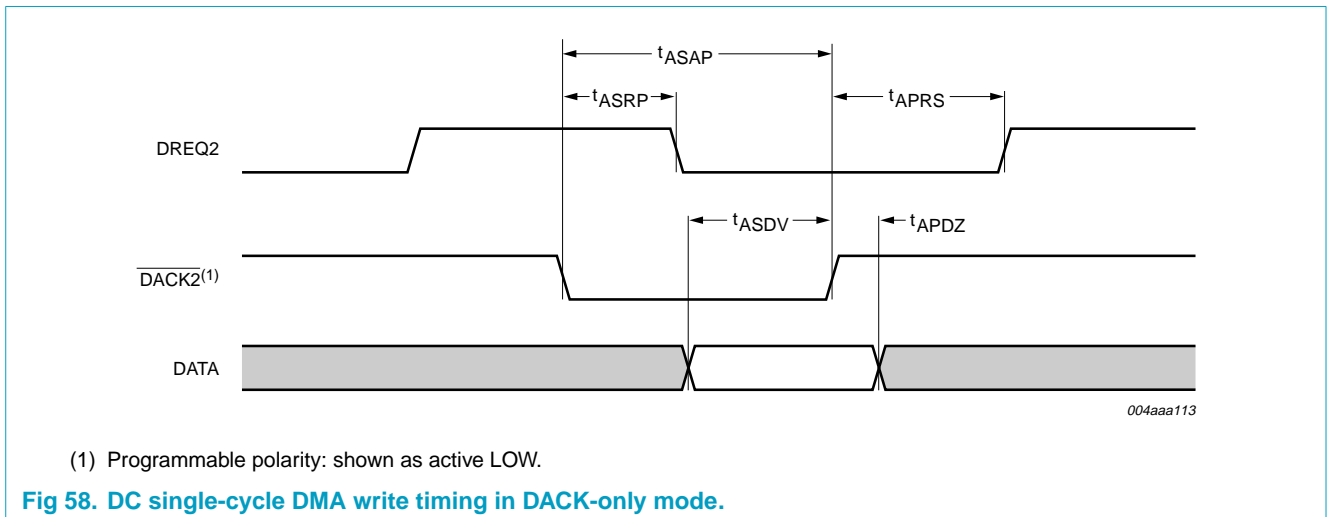 tASAP
tASRP
tAPRS
DREQ2
tASDV
tAPDZ
DACK2(1)
DATA
004aaa113
(1) Programmable polarity: shown as active LOW.
Fig 58. DC single-cycle DMA write timing in DACK-only mode.